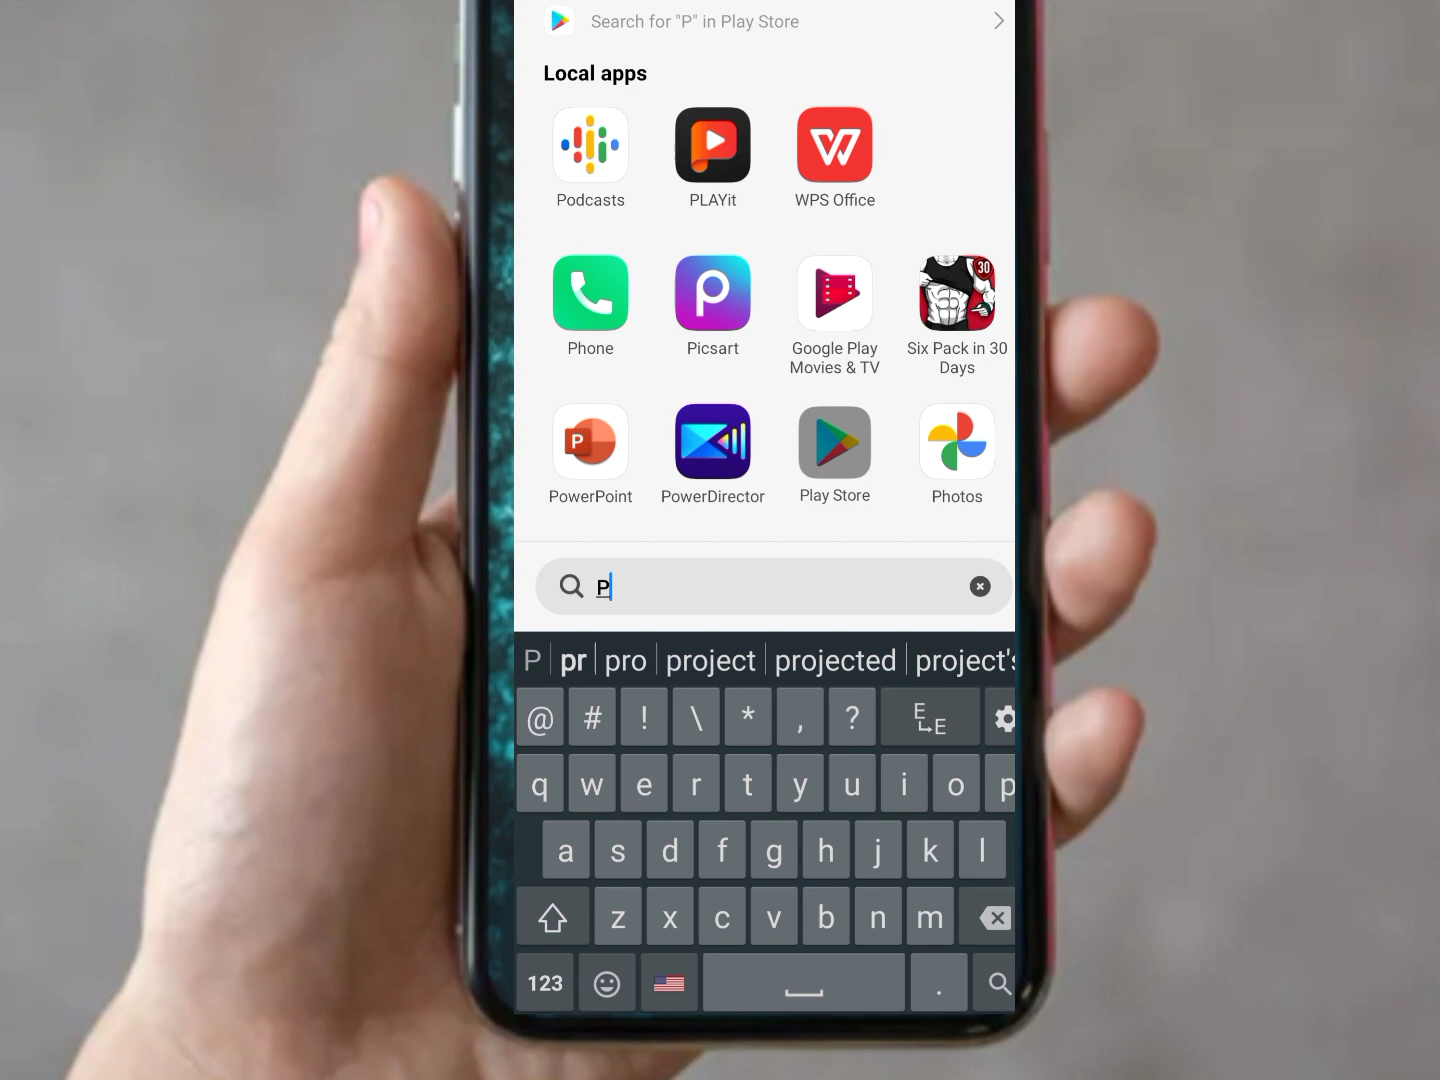 Search for "P" in Play Store
Local apps
Podcasts
PLAYit
WPS Office
30
Phone
Picsart
Google Play
Movies & TV
Six Pack in 30
Days
P
PowerPoint
PowerDirector
Play Store
Photos
P
P pr pro project projected project's
@ # ! \ * , ? E E
q w e r t y u i o p
a s d f g h j k l
z x c v b n m
123 .